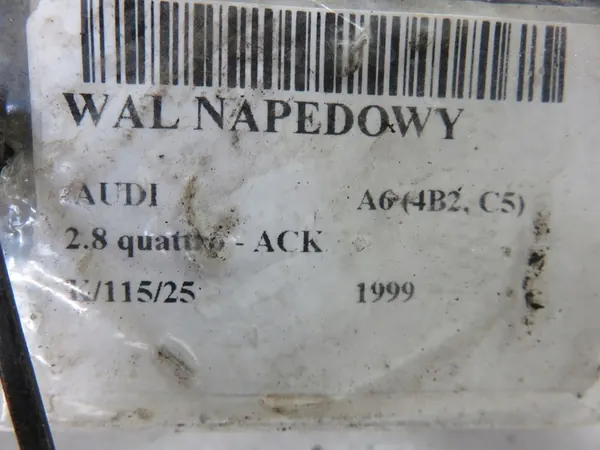 WAL NAPEDOWY
AUDI A6 (4B2, C5)
2.8 quattro - ACK
/115/25 1999